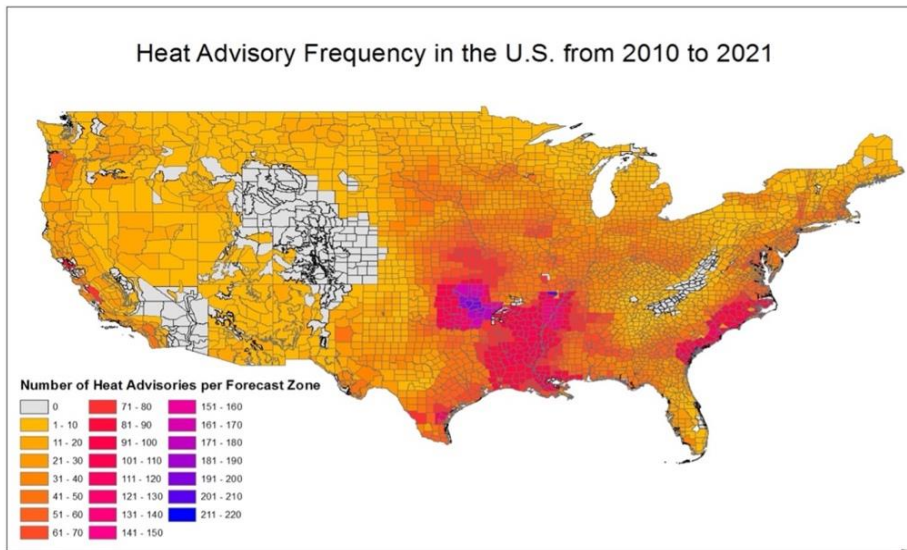 Heat Advisory Frequency in the U.S. from 2010 to 2021
Number of Heat Advisories per Forecast Zone
0
1 - 10
11 - 20
21 - 30
31 - 40
41 - 50
51 - 60
61 - 70
71 - 80
81 - 90
91 - 100
101 - 110
111 - 120
121 - 130
131 - 140
141 - 150
151 - 160
161 - 170
171 - 180
181 - 190
191 - 200
201 - 210
211 - 220